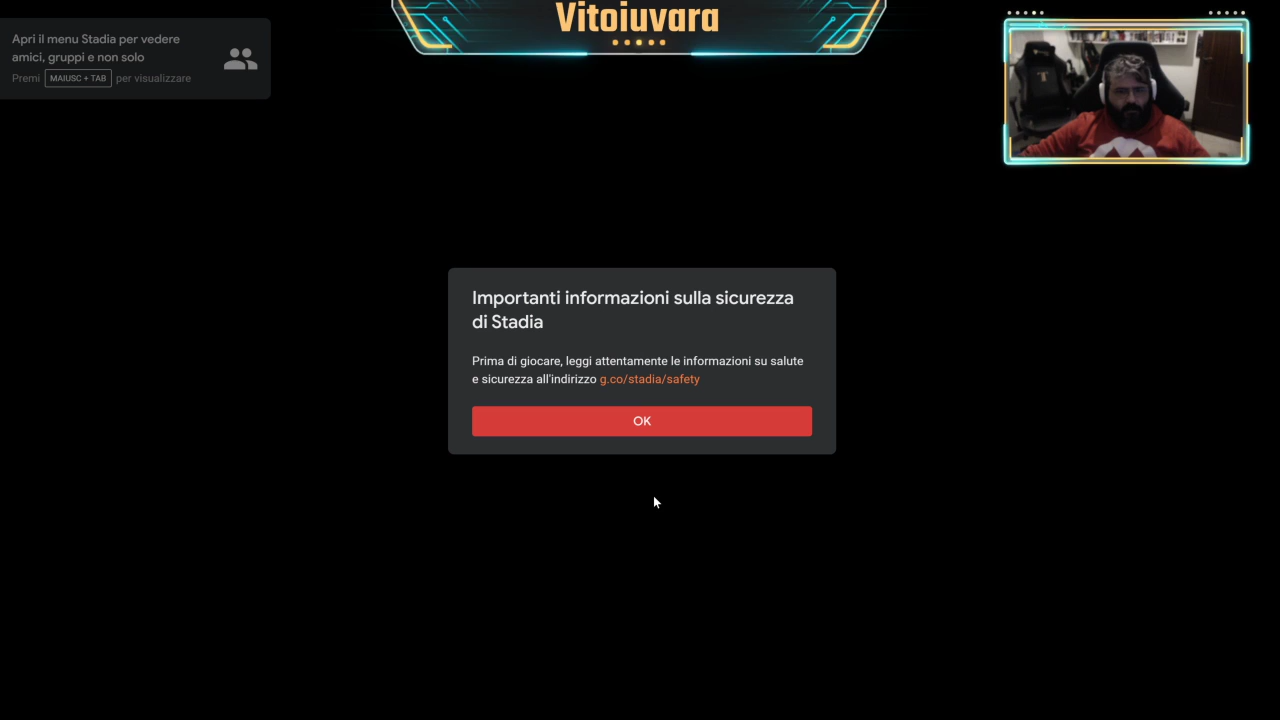 Apri il menu Stadia per vedere
amici, gruppi e non solo
Premi MAIUSC + TAB per visualizzare
Vitoiuvara
Importanti informazioni sulla sicurezza
di Stadia
Prima di giocare, leggi attentamente le informazioni su salute
e sicurezza all'indirizzo g.co/stadia/safety
OK